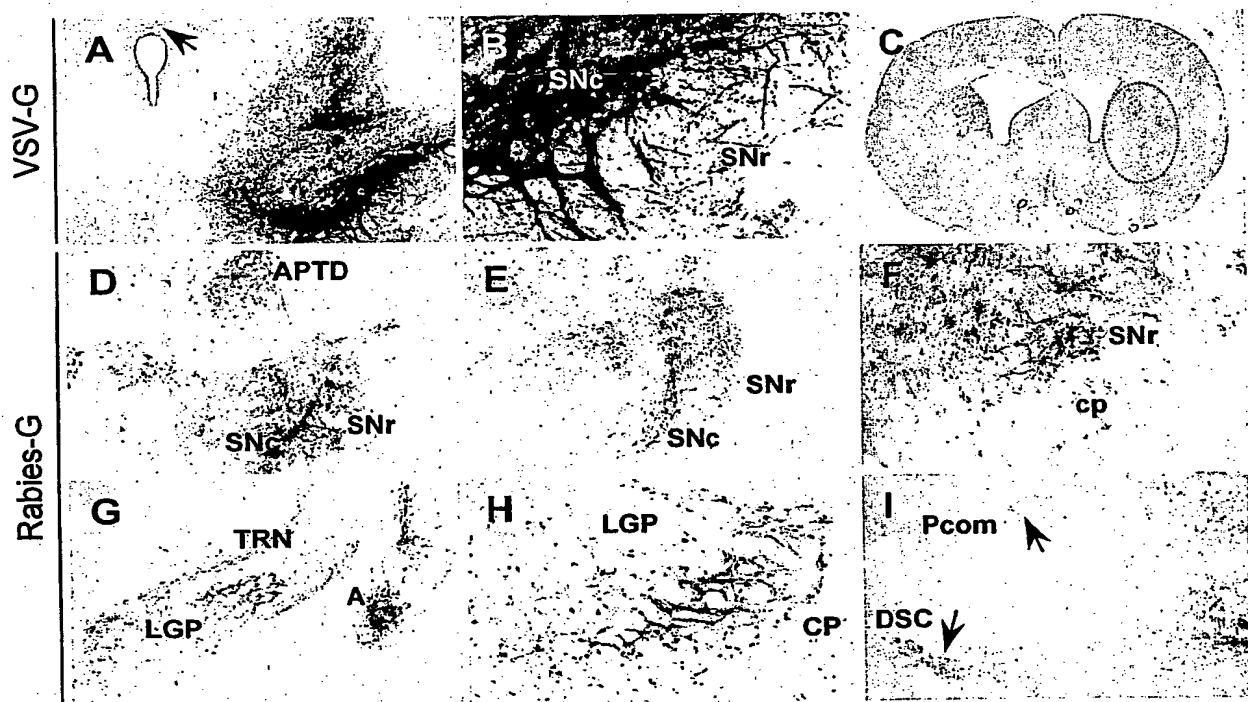 VSV-G
A
B
SNc
SNr
C
Rabies-G
D
APTD
SNc
SNr
E
SNr
SNc
F
SNr
cp
G
TRN
A
LGP
H
LGP
CP
I
Pcom
DSC